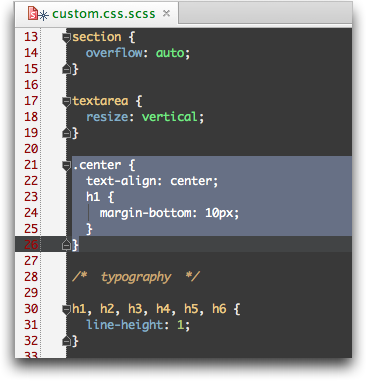 custom.css.scss
13 section {
14 overflow: auto;
15 }
16
17 textarea {
18 resize: vertical;
19 }
20
21 .center {
22 text-align: center;
23 h1 {
24 margin-bottom: 10px;
25 }
26 }
27
28 /* typography */
29
30 h1, h2, h3, h4, h5, h6 {
31 line-height: 1;
32 }
33